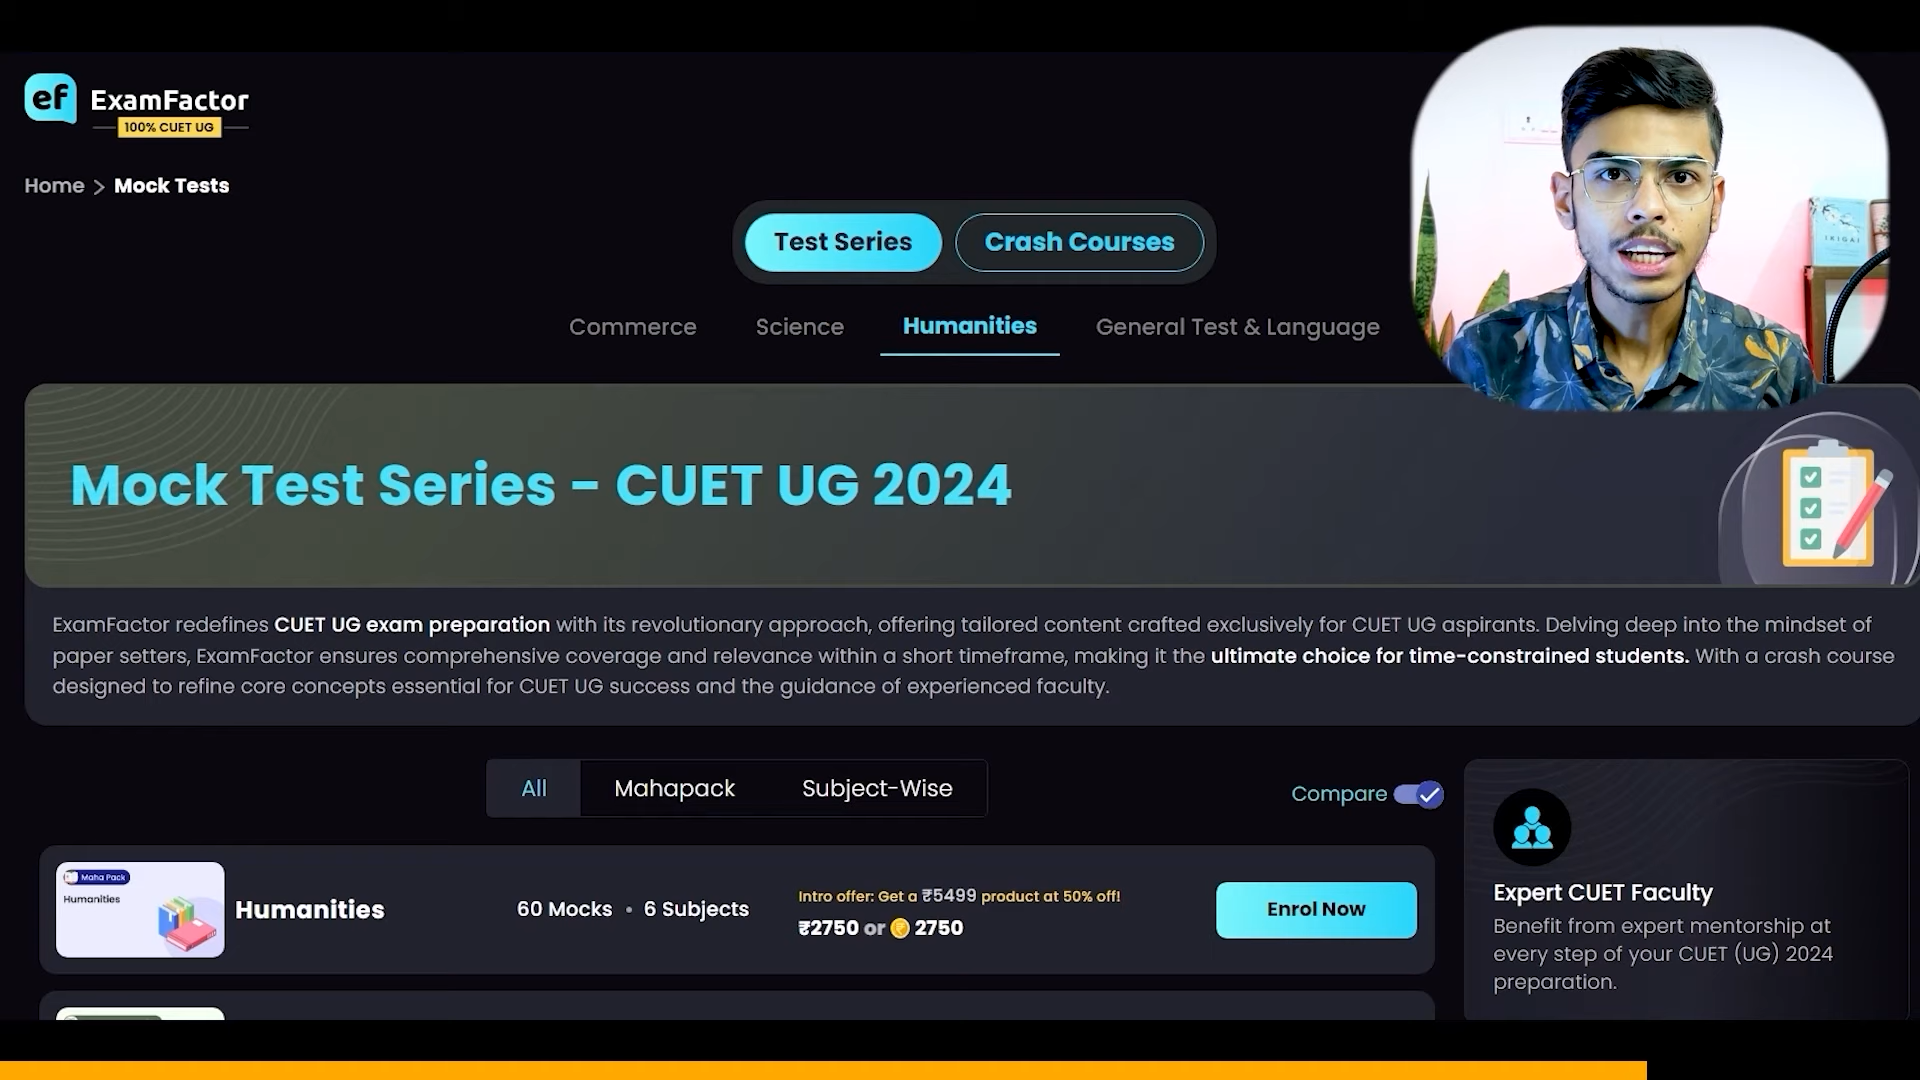 ef ExamFactor
100% CUET UG
Home > Mock Tests
Test Series Crash Courses
Commerce Science Humanities General Test & Language
IKIGAI
Mock Test Series - CUET UG 2024
ExamFactor redefines CUET UG exam preparation with its revolutionary approach, offering tailored content crafted exclusively for CUET UG aspirants. Delving deep into the mindset of
paper setters, ExamFactor ensures comprehensive coverage and relevance within a short timeframe, making it the ultimate choice for time-constrained students. With a crash course
designed to refine core concepts essential for CUET UG success and the guidance of experienced faculty.
All Mahapack Subject-Wise
Compare
Maha Pack
Humanities
Humanities
60 Mocks • 6 Subjects
Intro offer: Get a ₹5499 product at 50% off!
₹2750 or ₹ 2750
Enrol Now
Expert CUET Faculty
Benefit from expert mentorship at
every step of your CUET (UG) 2024
preparation.